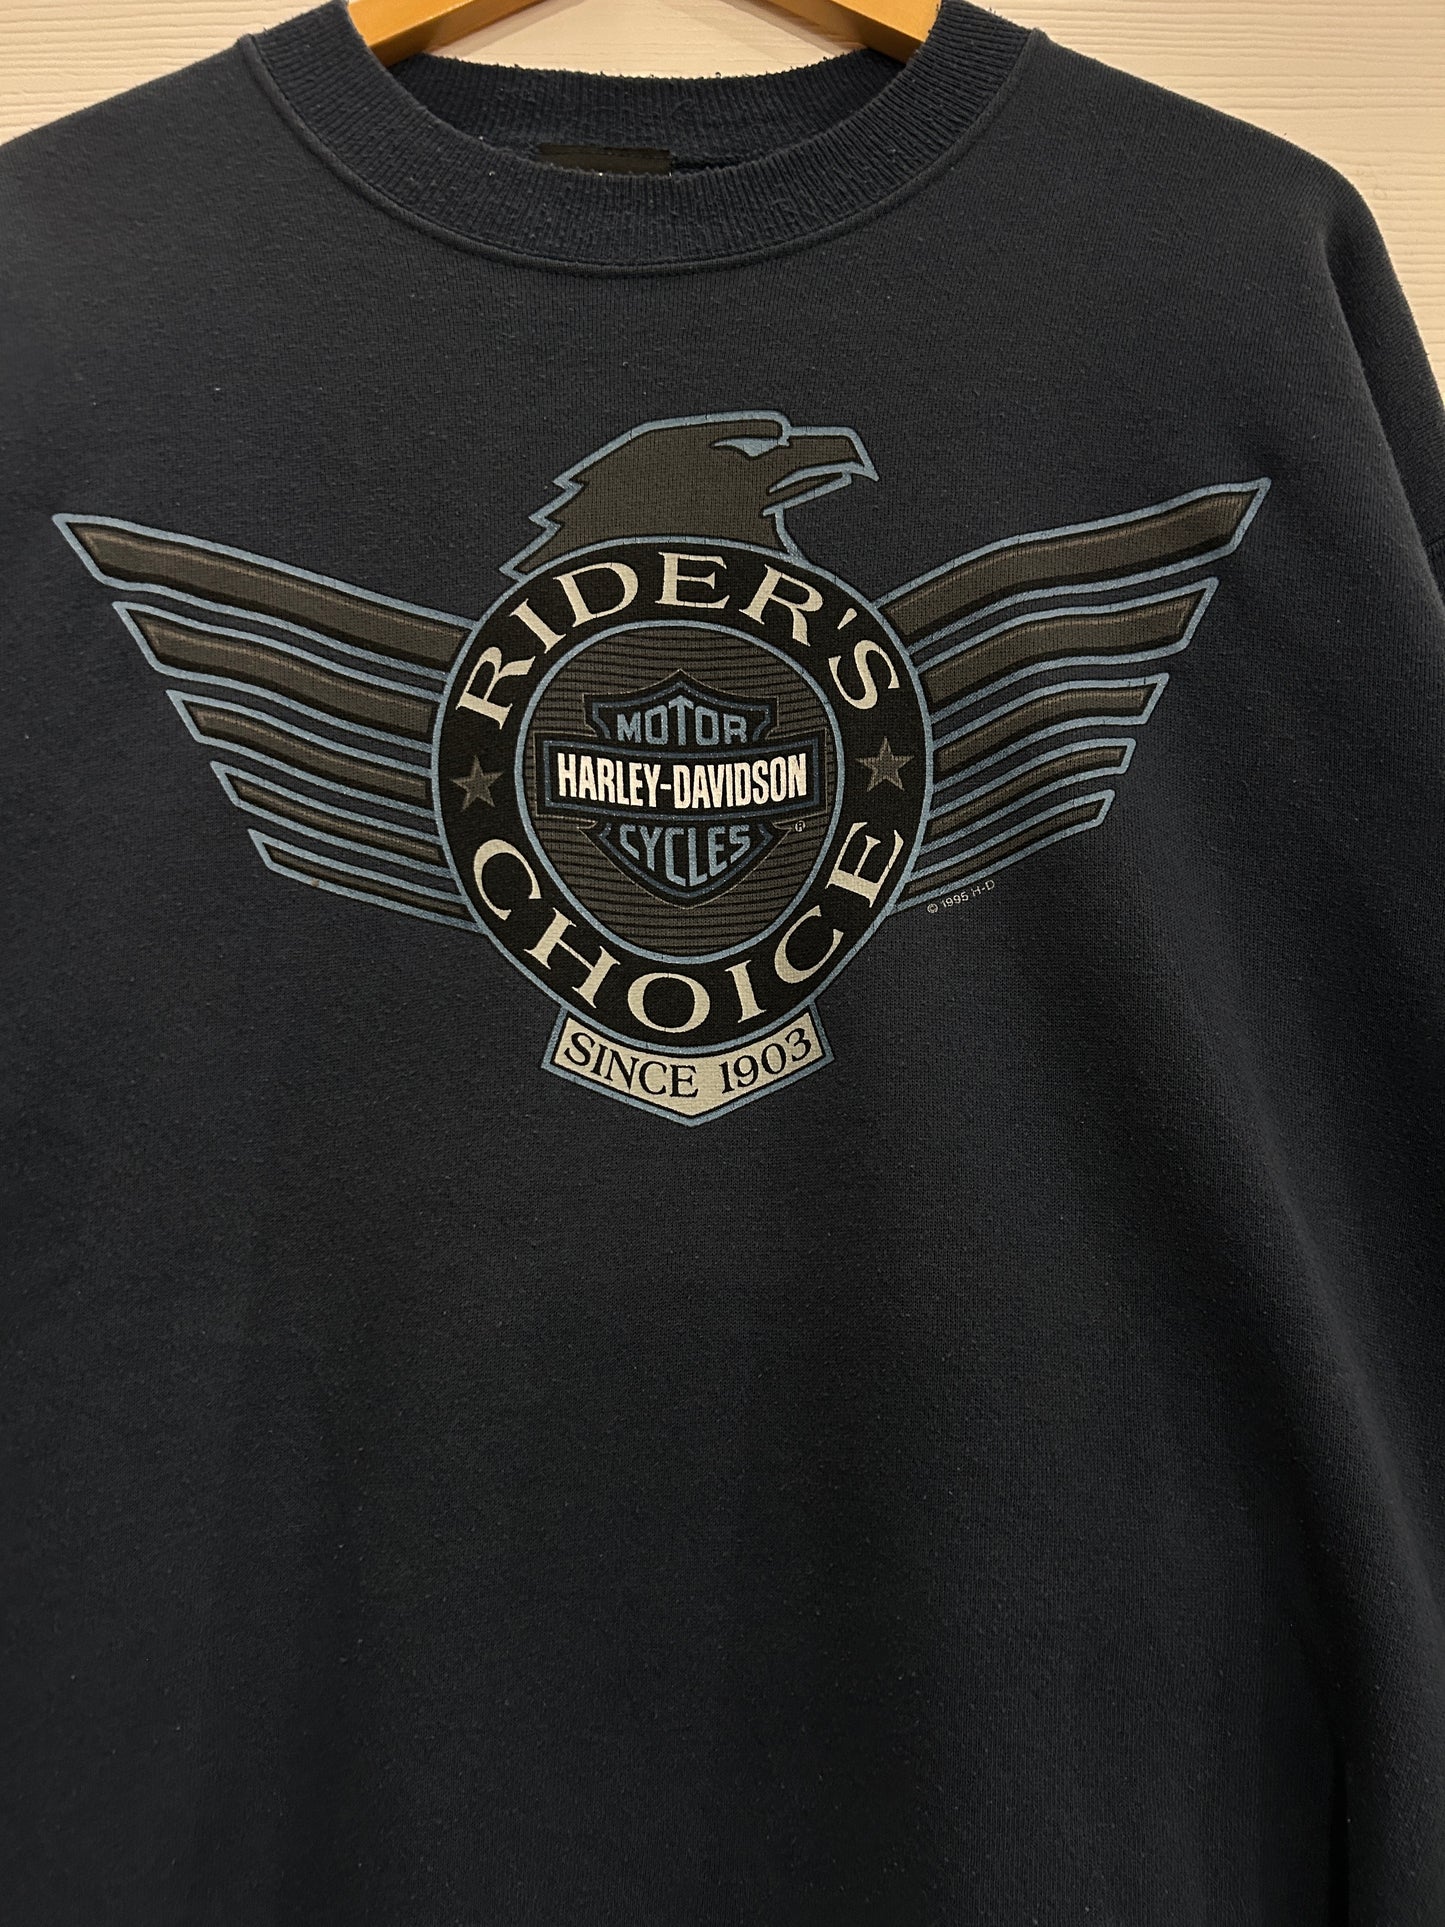 RIDER'S
MOTOR
HARLEY-DAVIDSON
CYCLES
®
CHOICE
© 1995 H-D
SINCE 1903